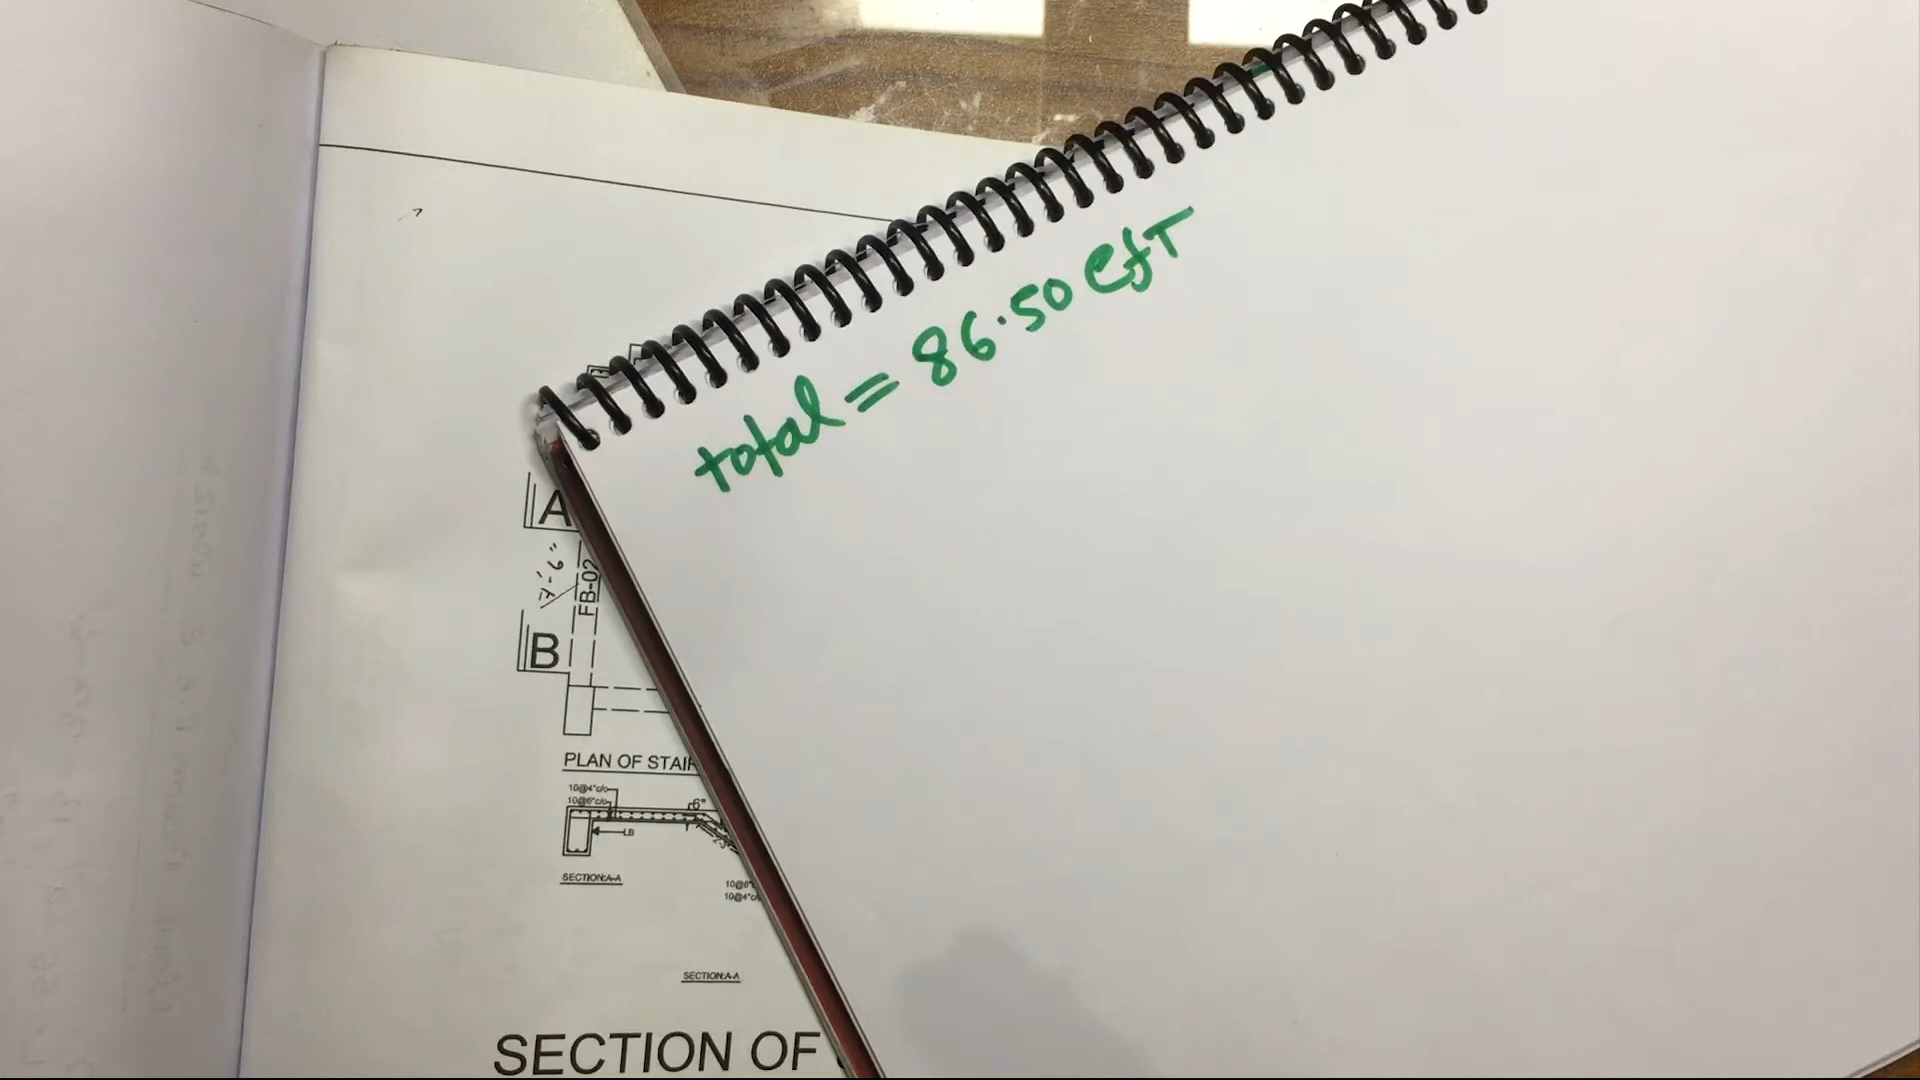 total = 86.50 cft
A
7'-6"
FB-02
B
PLAN OF STAIR
10@4"c/c
10@6"c/c
6"
LB
SECTION:A-A
10@6"
10@4"c/c
SECTION:A-A
SECTION OF